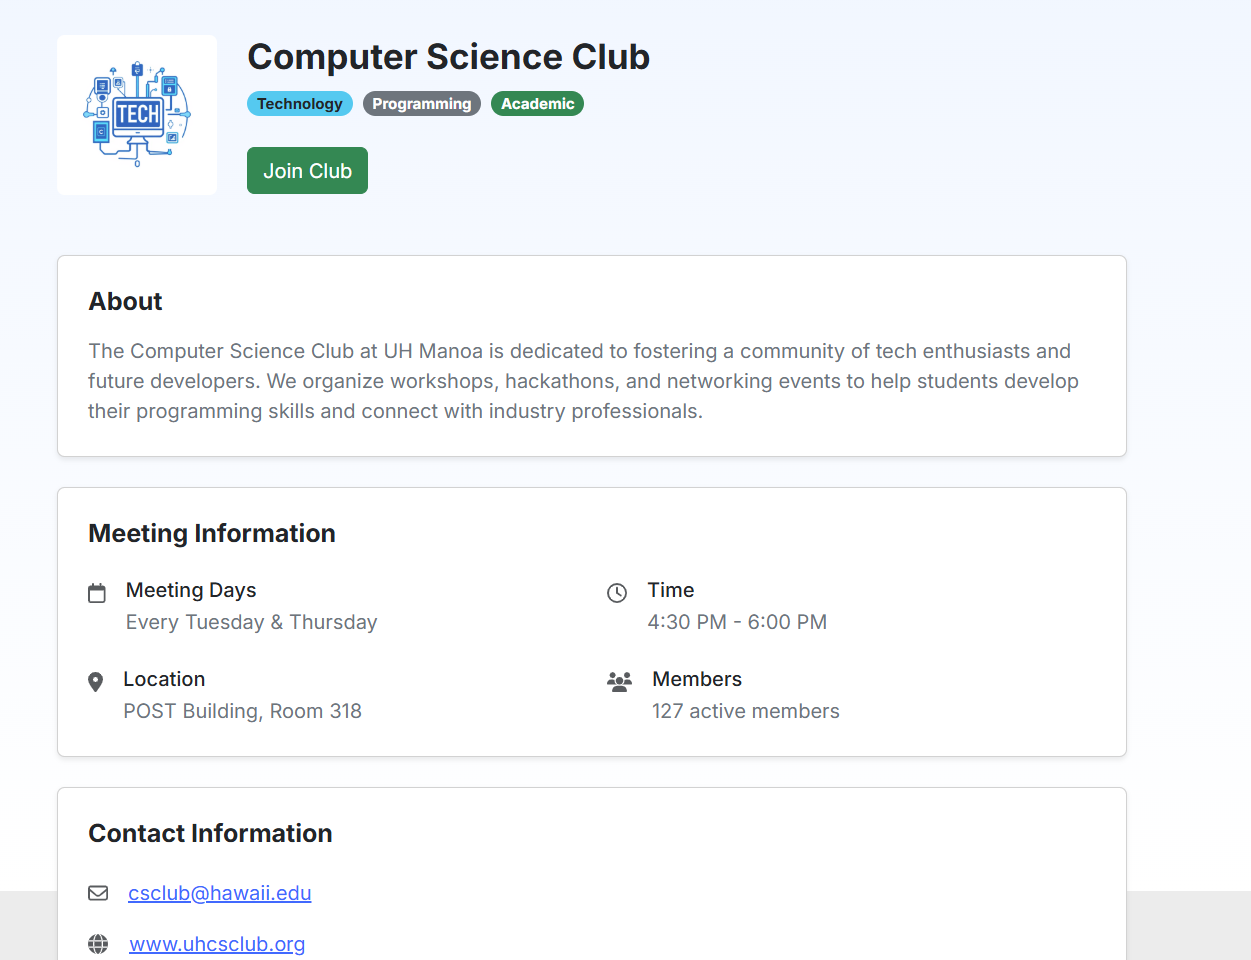 TECH
Computer Science Club
Technology Programming Academic
Join Club
About
The Computer Science Club at UH Manoa is dedicated to fostering a community of tech enthusiasts and
future developers. We organize workshops, hackathons, and networking events to help students develop
their programming skills and connect with industry professionals.
Meeting Information
Meeting Days
Every Tuesday & Thursday
Time
4:30 PM - 6:00 PM
Location
POST Building, Room 318
Members
127 active members
Contact Information
csclub@hawaii.edu
www.uhcsclub.org